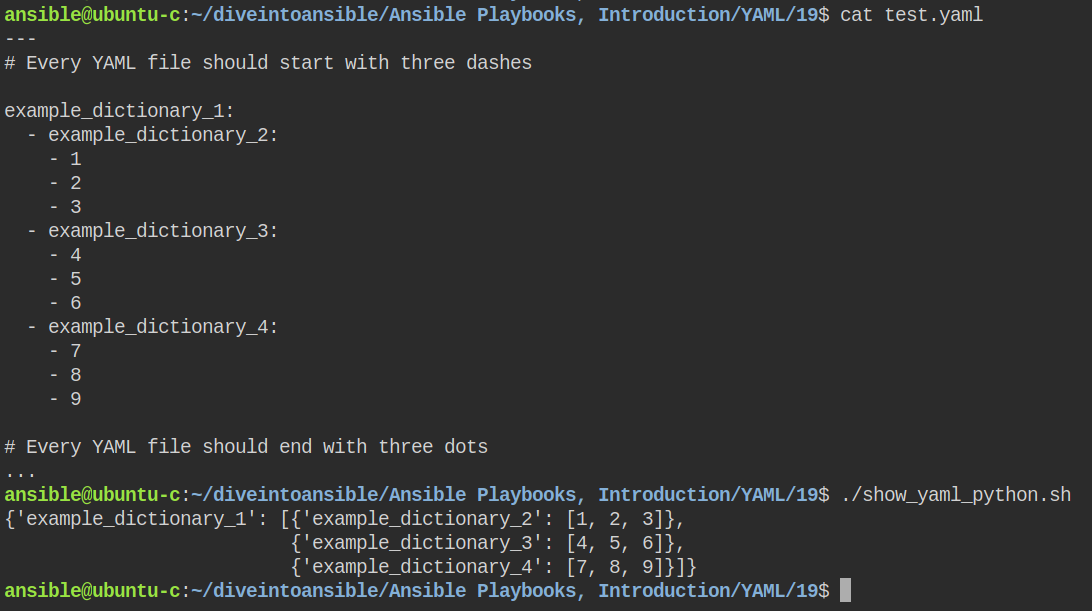 ansible@ubuntu-c:~/diveintoansible/Ansible Playbooks, Introduction/YAML/19$ cat test.yaml
---
# Every YAML file should start with three dashes

example_dictionary_1:
  - example_dictionary_2:
    - 1
    - 2
    - 3
  - example_dictionary_3:
    - 4
    - 5
    - 6
  - example_dictionary_4:
    - 7
    - 8
    - 9

# Every YAML file should end with three dots
...
ansible@ubuntu-c:~/diveintoansible/Ansible Playbooks, Introduction/YAML/19$ ./show_yaml_python.sh
{'example_dictionary_1': [{'example_dictionary_2': [1, 2, 3]},
                          {'example_dictionary_3': [4, 5, 6]},
                          {'example_dictionary_4': [7, 8, 9]}]}
ansible@ubuntu-c:~/diveintoansible/Ansible Playbooks, Introduction/YAML/19$